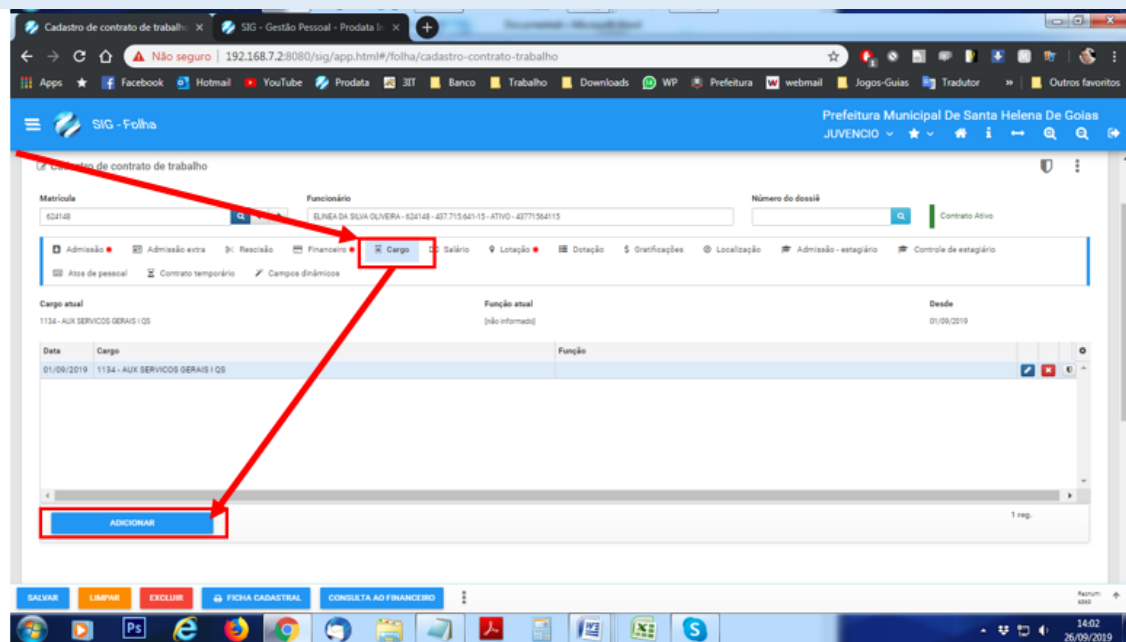 Cadastro de contrato de trabalh
SIG - Gestão Pessoal - Prodata In
Não seguro | 192.168.7.2:8080/sig/app.html#/folha/cadastro-contrato-trabalho
Apps Facebook Hotmail YouTube Prodata 3IT Banco Trabalho Downloads WP Prefeitura webmail Jogos-Guias Tradutor » Outros favoritos
SIG - Folha
Prefeitura Municipal De Santa Helena De Goias
JUVENCIO
Cadastro de contrato de trabalho
Matrícula Funcionário Número do dossiê
624148 ELINEA DA SILVA OLIVEIRA - 624148 - 437.715.641-15 - ATIVO - 43771564115 Contrato Ativo
Admissão Admissão extra Rescisão Financeiro Cargo Salário Lotação Dotação Gratificações Localização Admissão - estagiário Controle de estagiário
Atos de pessoal Contrato temporário Campos dinâmicos
Cargo atual Função atual Desde
1134 - AUX SERVICOS GERAIS I QS [não informado] 01/09/2019
Data Cargo Função
01/09/2019 1134 - AUX SERVICOS GERAIS I QS
ADICIONAR 1 reg.
SALVAR LIMPAR EXCLUIR FICHA CADASTRAL CONSULTA AO FINANCEIRO
14:02
26/09/2019